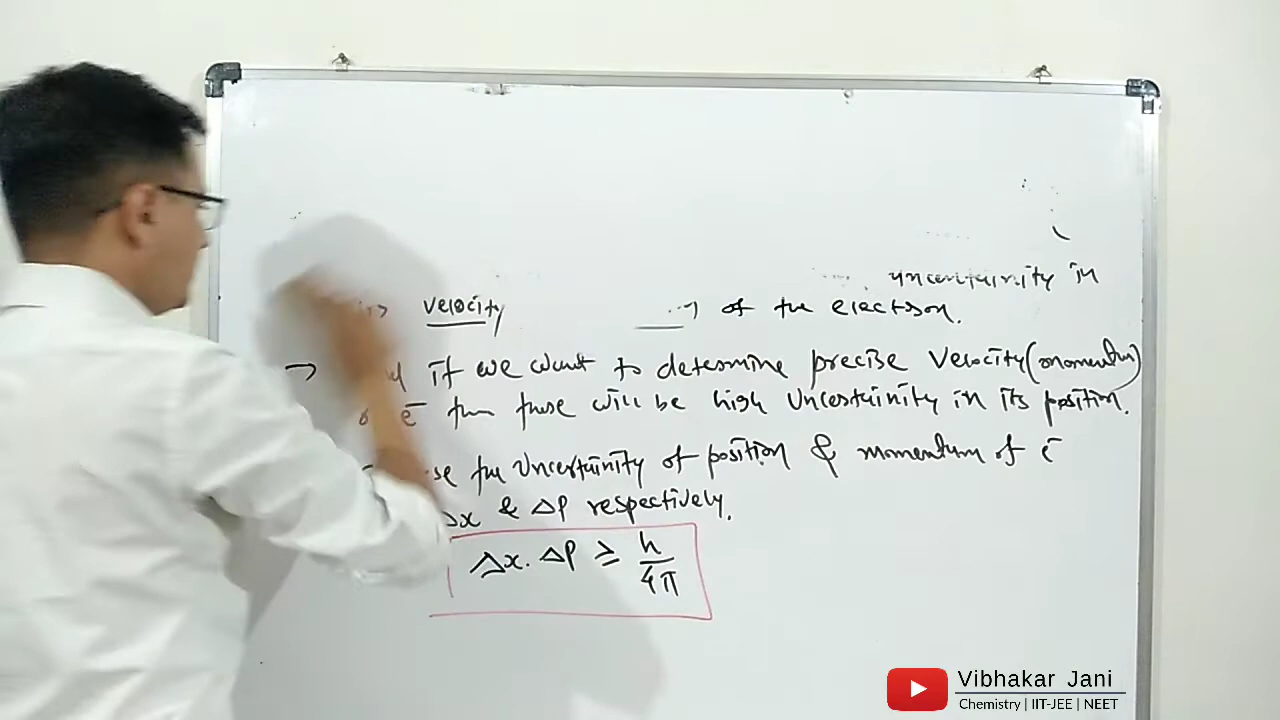 uncertainity in
velocity of the electron.
→ if we want to determine precise velocity (momentum)
e⁻ then there will be high uncertainity in its position.
the uncertainity of position & momentum of e⁻
Δx & ΔP respectively.
Δx. ΔP ≥ h/4π
Vibhakar Jani
Chemistry | IIT-JEE | NEET